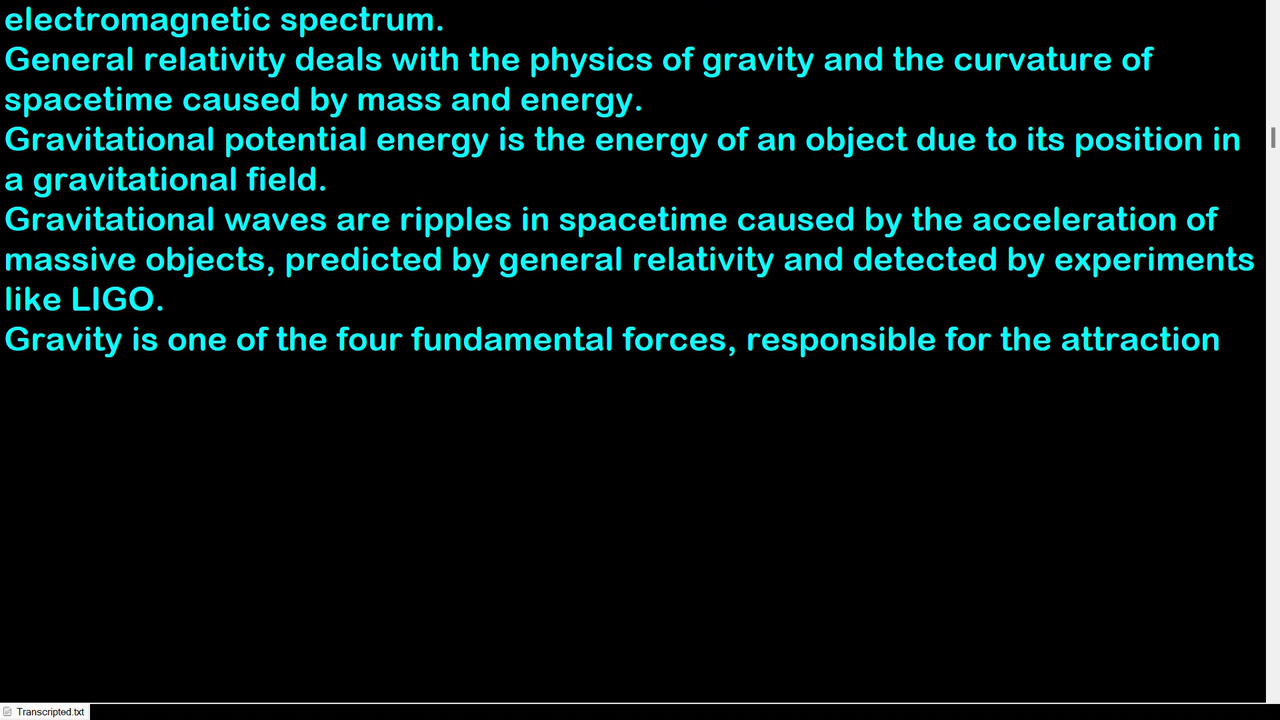 electromagnetic spectrum.
General relativity deals with the physics of gravity and the curvature of
spacetime caused by mass and energy.
Gravitational potential energy is the energy of an object due to its position in
a gravitational field.
Gravitational waves are ripples in spacetime caused by the acceleration of
massive objects, predicted by general relativity and detected by experiments
like LIGO.
Gravity is one of the four fundamental forces, responsible for the attraction
Transcripted.txt